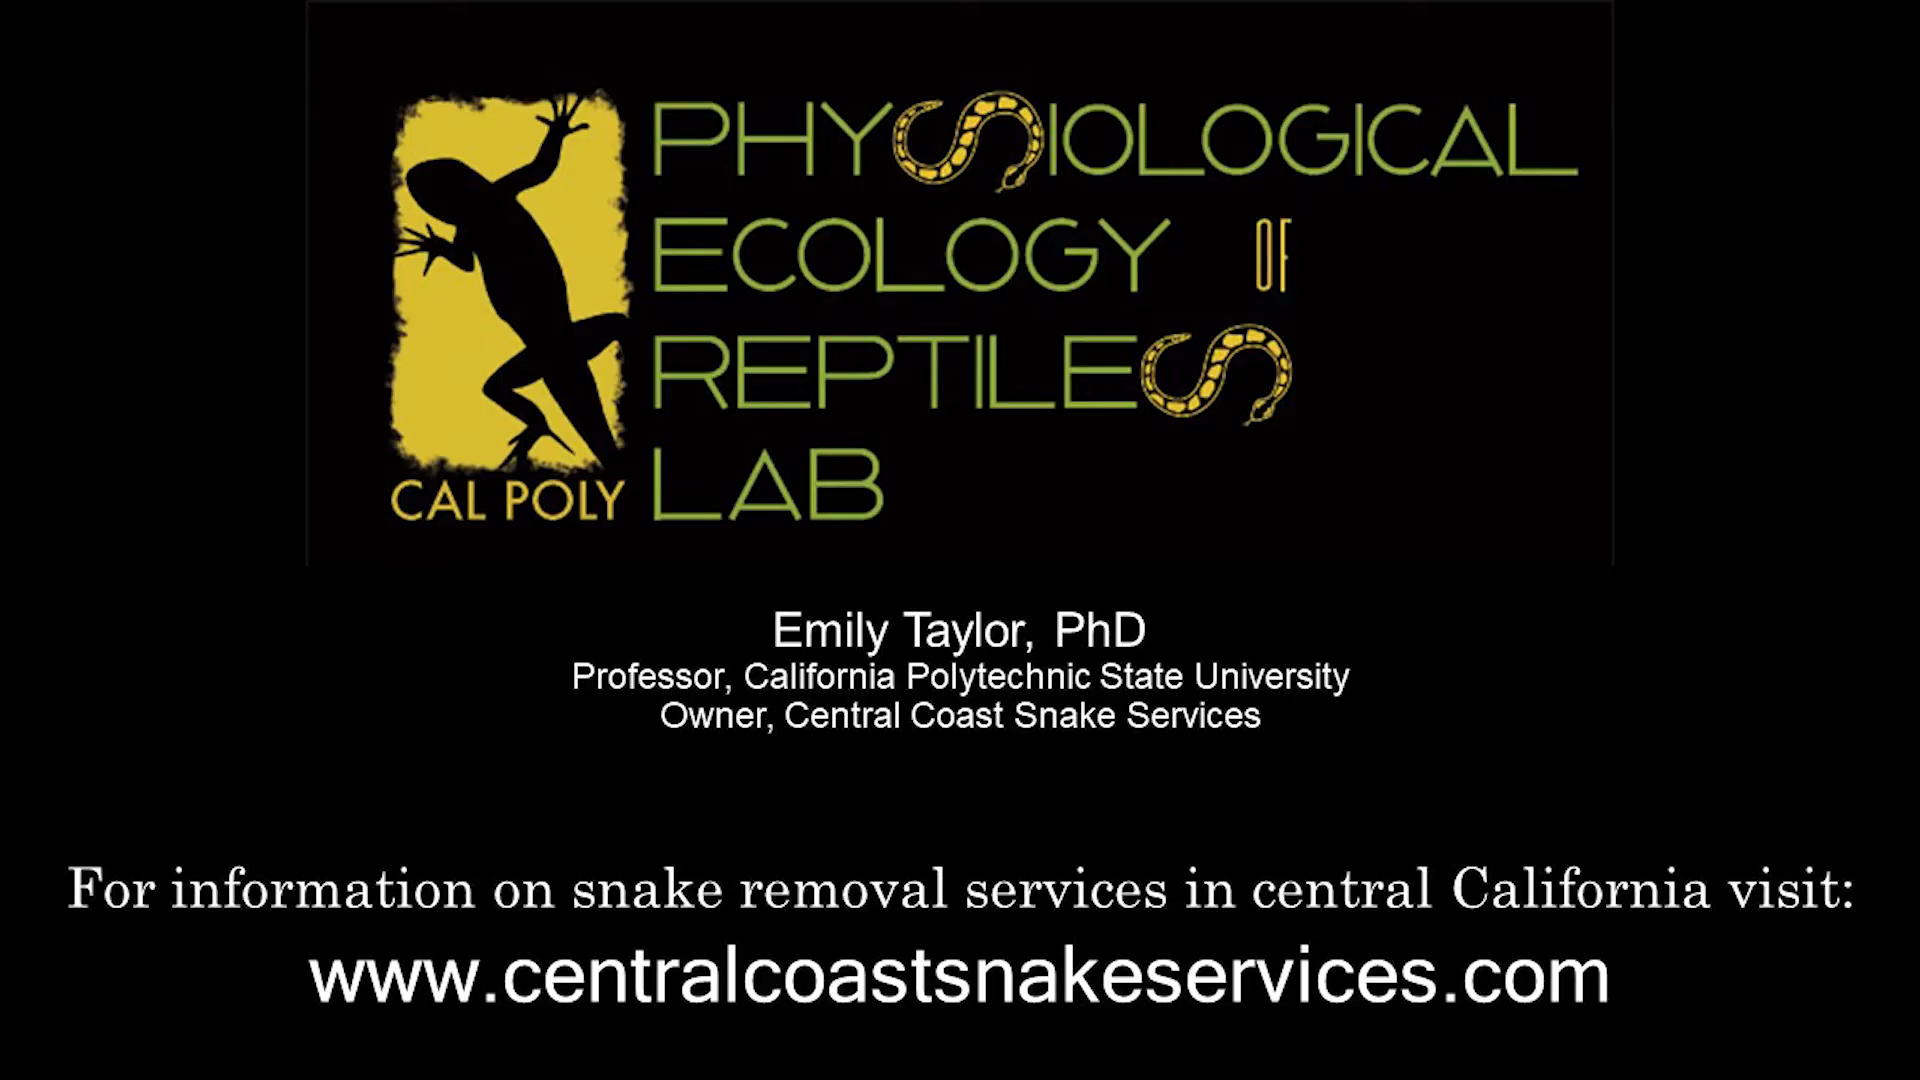 PHYSIOLOGICAL
ECOLOGY OF
REPTILES
LAB
CAL POLY
Emily Taylor, PhD
Professor, California Polytechnic State University
Owner, Central Coast Snake Services
For information on snake removal services in central California visit:
www.centralcoastsnakeservices.com